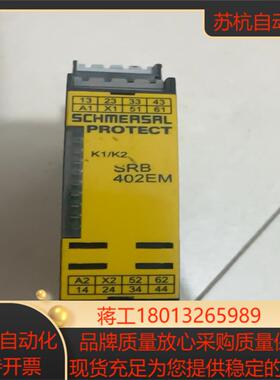 苏杭自动
13 23 33 43
A1 X1 51 61
SCHMERSAL
PROTECT
K1/K2
SRB
402EM
A2 X2 52 62
14 24 34 44
蒋工18013265989
自动化
品牌质量放心采购质量保
开票
现货充足为您提供稳定的